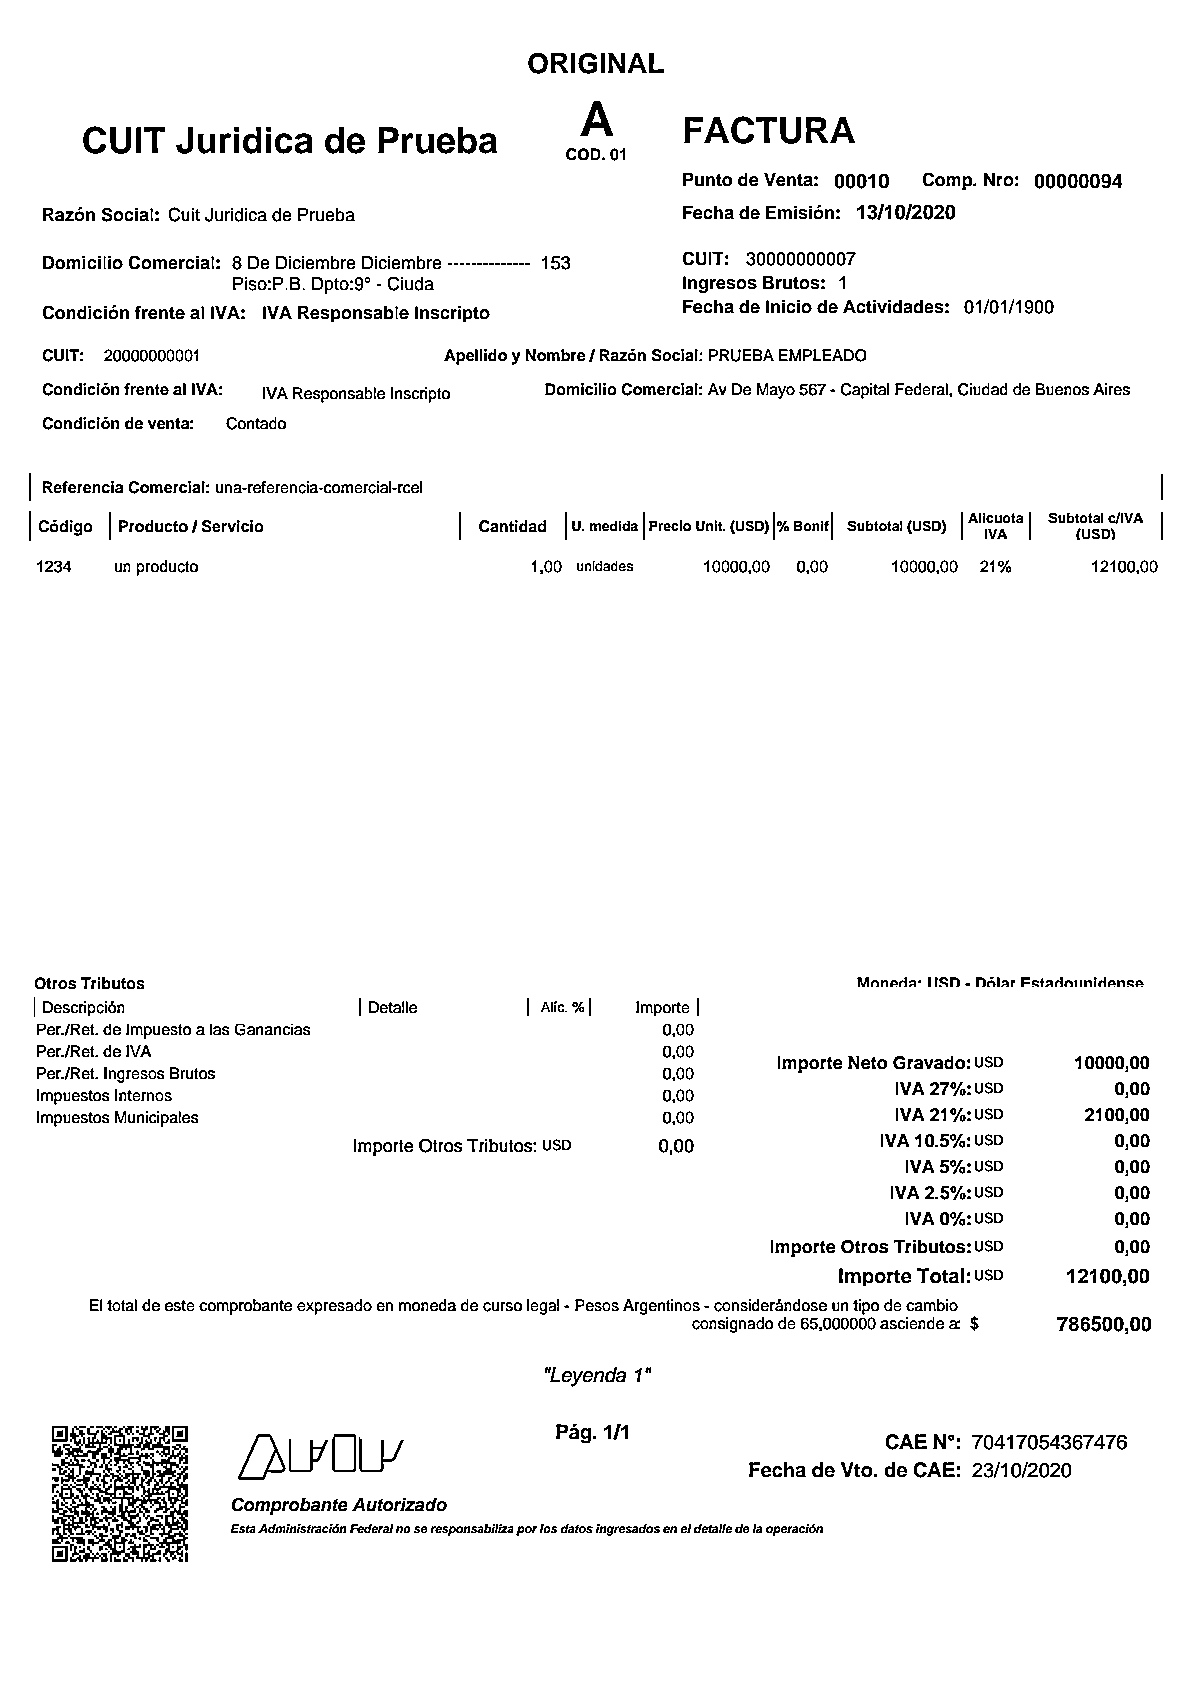 ORIGINAL
A
COD. 01
CUIT Juridica de Prueba
FACTURA
Punto de Venta: 00010 Comp. Nro: 00000094
Razón Social: Cuit Juridica de Prueba
Fecha de Emisión: 13/10/2020
Domicilio Comercial: 8 De Diciembre Diciembre -------------- 153
Piso:P.B. Dpto:9° - Ciuda
Condición frente al IVA: IVA Responsable Inscripto
CUIT: 30000000007
Ingresos Brutos: 1
Fecha de Inicio de Actividades: 01/01/1900
CUIT: 20000000001 Apellido y Nombre / Razón Social: PRUEBA EMPLEADO
Condición frente al IVA: IVA Responsable Inscripto Domicilio Comercial: Av De Mayo 567 - Capital Federal, Ciudad de Buenos Aires
Condición de venta: Contado
Referencia Comercial: una-referencia-comercial-rcel
Código Producto / Servicio Cantidad U. medida Precio Unit. (USD) % Bonif Subtotal (USD) Alicuota IVA Subtotal c/IVA (USD)
1234 un producto 1,00 unidades 10000,00 0,00 10000,00 21% 12100,00
Otros Tributos
Descripción Detalle Alíc. % Importe
Per./Ret. de Impuesto a las Ganancias 0,00
Per./Ret. de IVA 0,00
Per./Ret. Ingresos Brutos 0,00
Impuestos Internos 0,00
Impuestos Municipales 0,00
Importe Otros Tributos: USD 0,00
Moneda: USD - Dólar Estadounidense
Importe Neto Gravado: USD 10000,00
IVA 27%: USD 0,00
IVA 21%: USD 2100,00
IVA 10.5%: USD 0,00
IVA 5%: USD 0,00
IVA 2.5%: USD 0,00
IVA 0%: USD 0,00
Importe Otros Tributos: USD 0,00
Importe Total: USD 12100,00
El total de este comprobante expresado en moneda de curso legal - Pesos Argentinos - considerándose un tipo de cambio
consignado de 65,000000 asciende a: $ 786500,00
"Leyenda 1"
AFIP
Pág. 1/1
CAE N°: 70417054367476
Fecha de Vto. de CAE: 23/10/2020
Comprobante Autorizado
Esta Administración Federal no se responsabiliza por los datos ingresados en el detalle de la operación